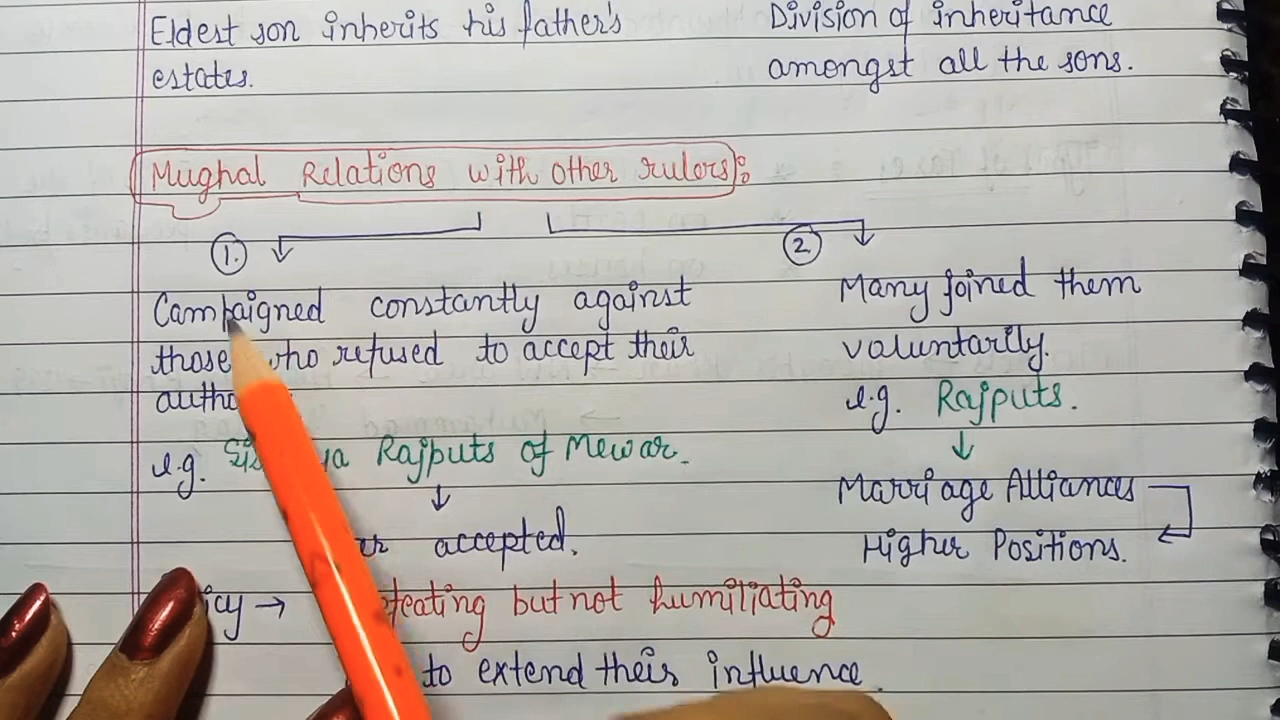 Eldest son inherits his father's
estates.
Division of inheritance
amongst all the sons.
Mughal Relations with other rulers:
1.
Campaigned constantly against
those who refused to accept their
e.g. Rajputs of Mewar.
↓
accepted.
2
Many joined them
voluntarily.
e.g. Rajputs.
↓
Marriage Alliances
Higher Positions.
→ but not humiliating
to extend their influence.